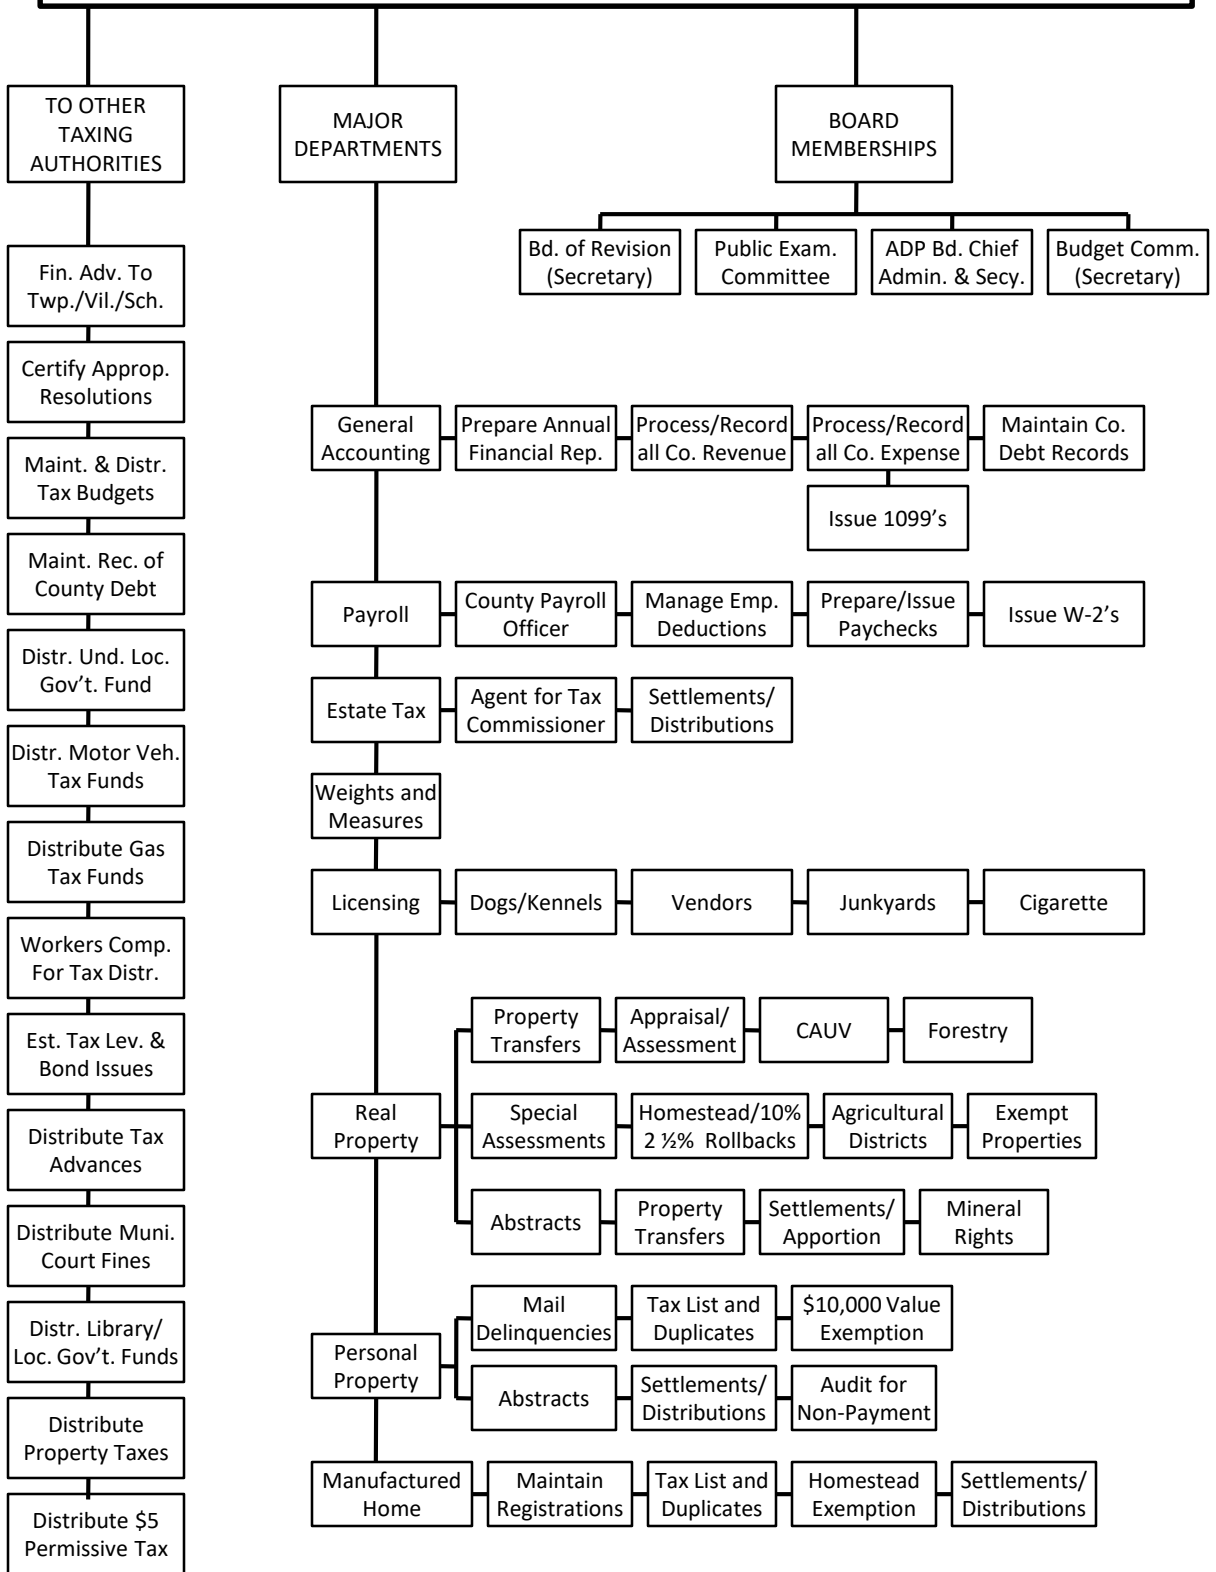 TO OTHER
TAXING
AUTHORITIES
MAJOR
DEPARTMENTS
BOARD
MEMBERSHIPS
Bd. of Revision
(Secretary)
Public Exam.
Committee
ADP Bd. Chief
Admin. & Secy.
Budget Comm.
(Secretary)
Fin. Adv. To
Twp./Vil./Sch.
Certify Approp.
Resolutions
Maint. & Distr.
Tax Budgets
Maint. Rec. of
County Debt
Distr. Und. Loc.
Gov’t. Fund
Distr. Motor Veh.
Tax Funds
Distribute Gas
Tax Funds
Workers Comp.
For Tax Distr.
Est. Tax Lev. &
Bond Issues
Distribute Tax
Advances
Distribute Muni.
Court Fines
Distr. Library/
Loc. Gov’t. Funds
Distribute
Property Taxes
Distribute $5
Permissive Tax
General
Accounting
Prepare Annual
Financial Rep.
Process/Record
all Co. Revenue
Process/Record
all Co. Expense
Maintain Co.
Debt Records
Issue 1099’s
Payroll
County Payroll
Officer
Manage Emp.
Deductions
Prepare/Issue
Paychecks
Issue W-2’s
Estate Tax
Agent for Tax
Commissioner
Settlements/
Distributions
Weights and
Measures
Licensing
Dogs/Kennels
Vendors
Junkyards
Cigarette
Real
Property
Property
Transfers
Appraisal/
Assessment
CAUV
Forestry
Special
Assessments
Homestead/10%
2 ½% Rollbacks
Agricultural
Districts
Exempt
Properties
Abstracts
Property
Transfers
Settlements/
Apportion
Mineral
Rights
Personal
Property
Mail
Delinquencies
Tax List and
Duplicates
$10,000 Value
Exemption
Abstracts
Settlements/
Distributions
Audit for
Non-Payment
Manufactured
Home
Maintain
Registrations
Tax List and
Duplicates
Homestead
Exemption
Settlements/
Distributions